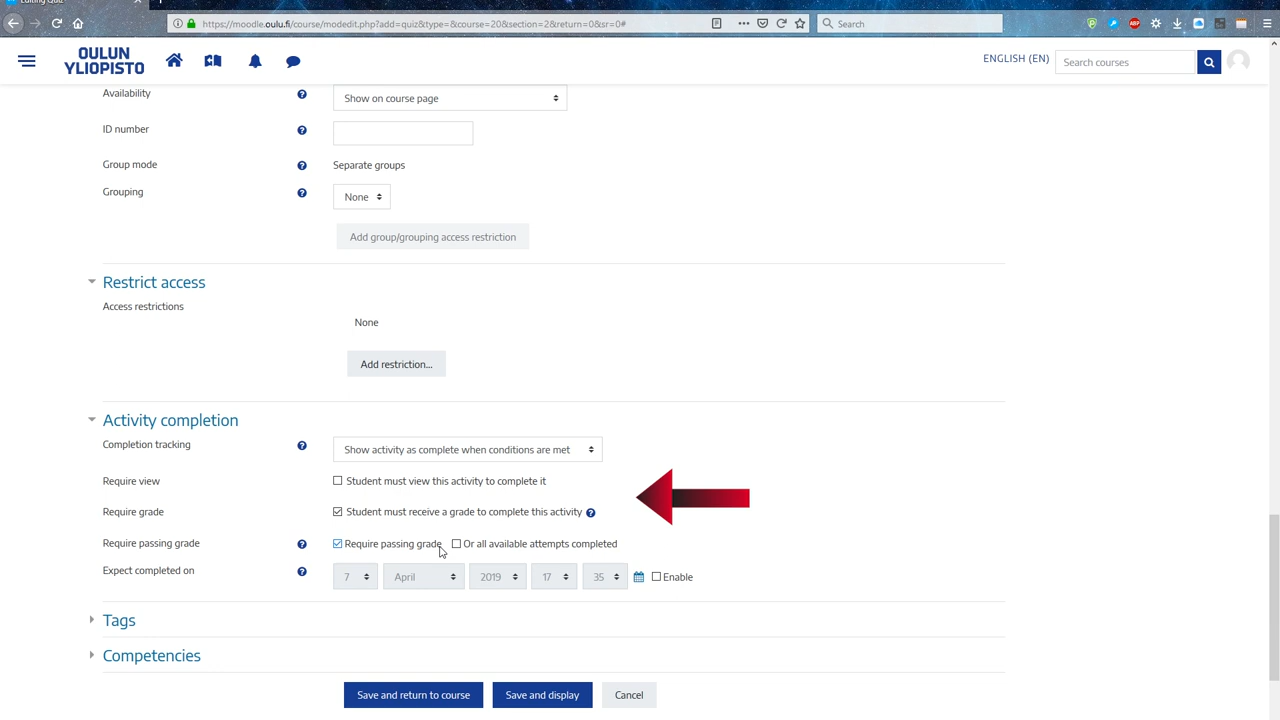 Editing Quiz
https://moodle.oulu.fi/course/modedit.php?add=quiz&type=&course=20&section=2&return=0&sr=0#
Search
OULUN
YLIOPISTO
ENGLISH (EN)
Search courses
Availability
Show on course page
ID number
Group mode
Separate groups
Grouping
None
Add group/grouping access restriction
Restrict access
Access restrictions
None
Add restriction...
Activity completion
Completion tracking
Show activity as complete when conditions are met
Require view
Student must view this activity to complete it
Require grade
Student must receive a grade to complete this activity
Require passing grade
Require passing grade Or all available attempts completed
Expect completed on
7 April 2019 17 35 Enable
Tags
Competencies
Save and return to course Save and display Cancel